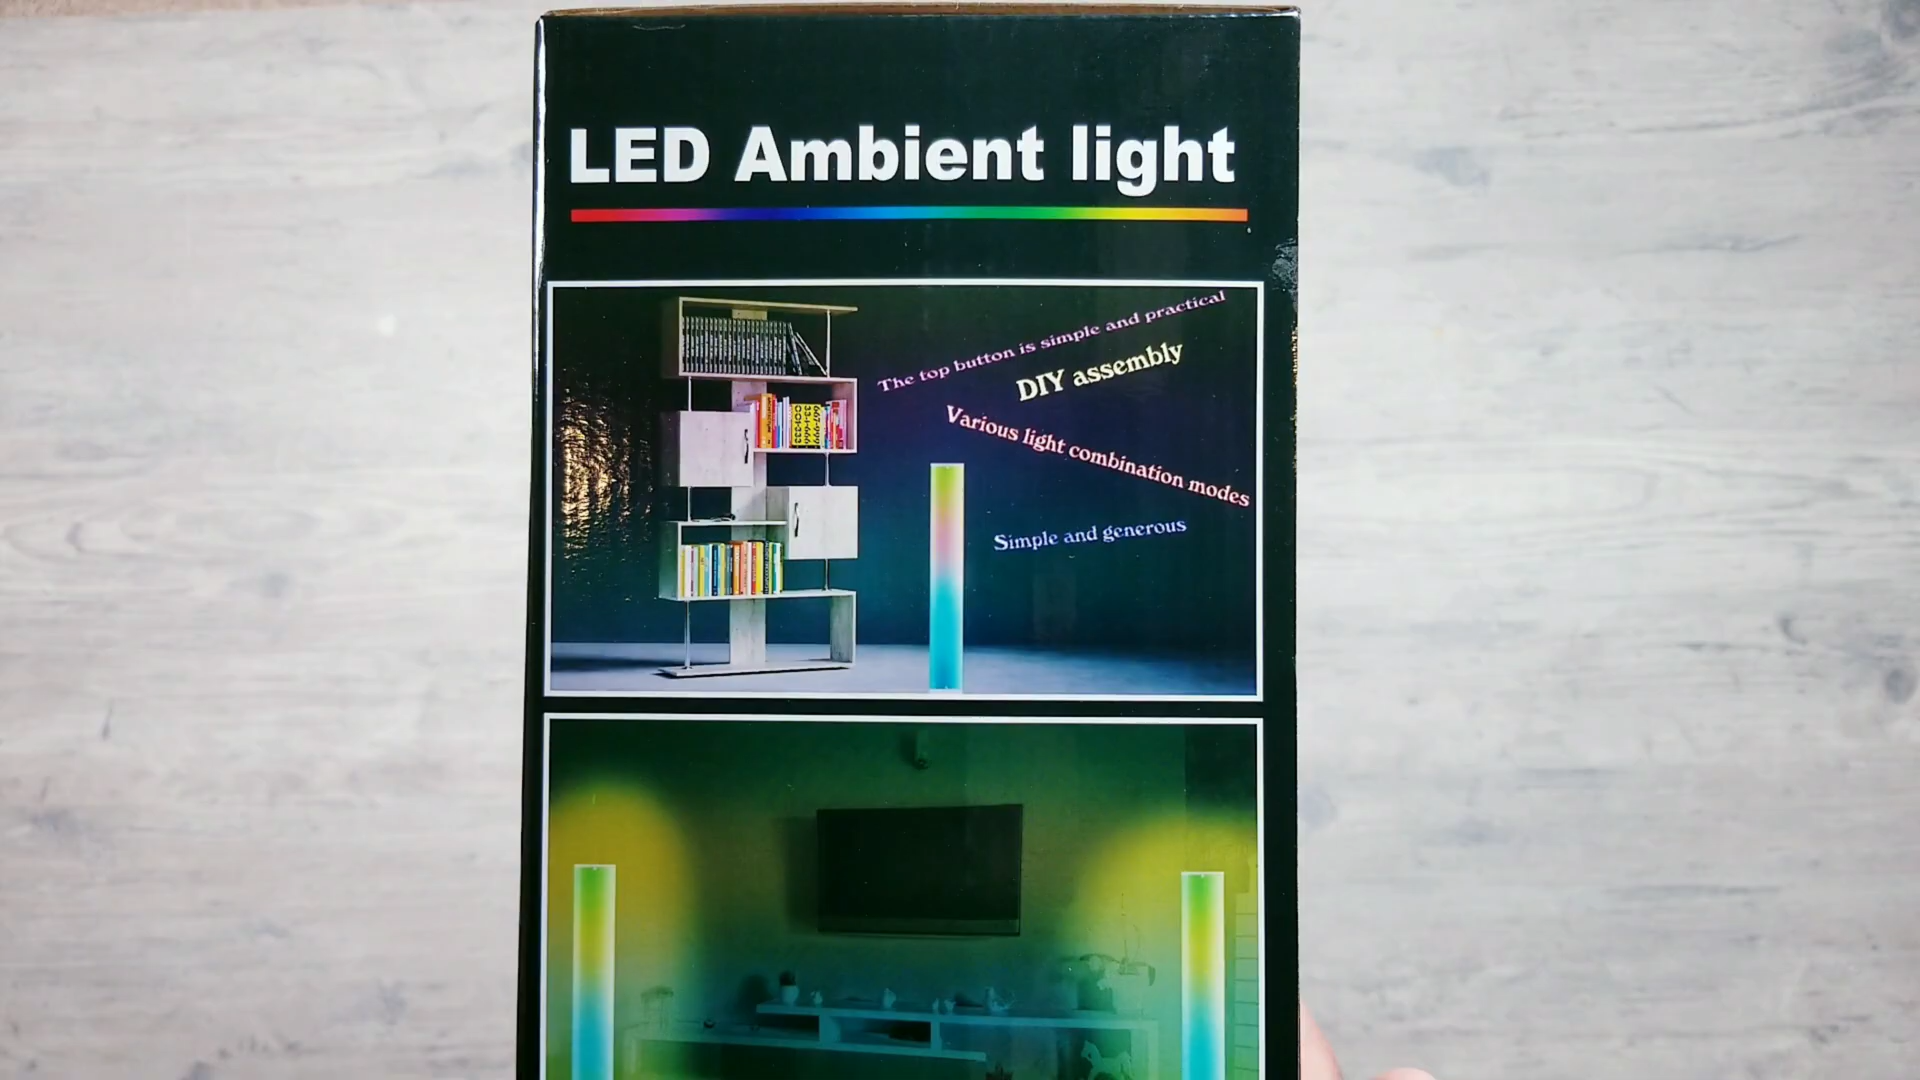 LED Ambient light
The top button is simple and practical
DIY assembly
Various light combination modes
Simple and generous